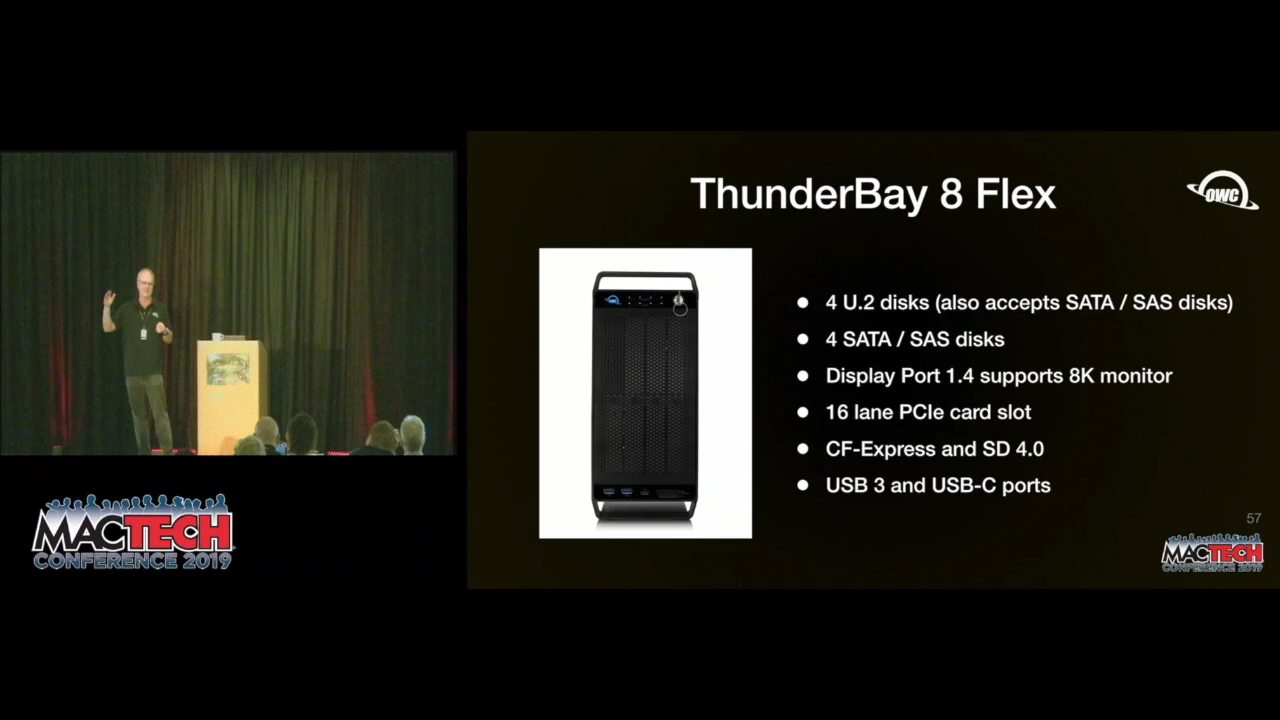 ThunderBay 8 Flex
OWC
4 U.2 disks (also accepts SATA / SAS disks)
4 SATA / SAS disks
Display Port 1.4 supports 8K monitor
16 lane PCIe card slot
CF-Express and SD 4.0
USB 3 and USB-C ports
57
MACTECH
CONFERENCE 2019
MACTECH
CONFERENCE 2019